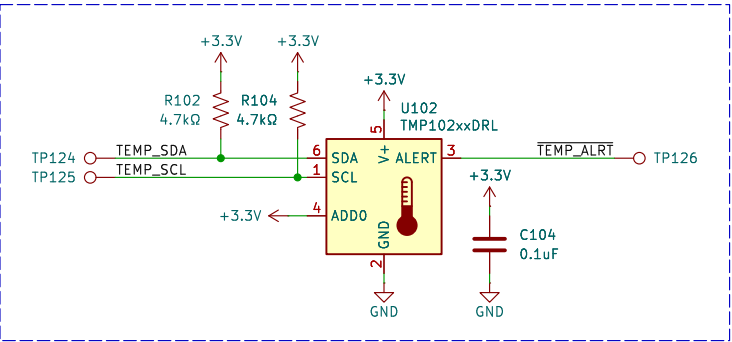 +3.3V
+3.3V
+3.3V
R102
4.7kΩ
R104
4.7kΩ
U102
TMP102xxDRL
TP124
TEMP_SDA
6
SDA
5
V+
ALERT
3
TEMP_ALRT
TP126
TP125
TEMP_SCL
1
SCL
+3.3V
+3.3V
4
ADD0
GND
2
C104
0.1uF
GND
GND